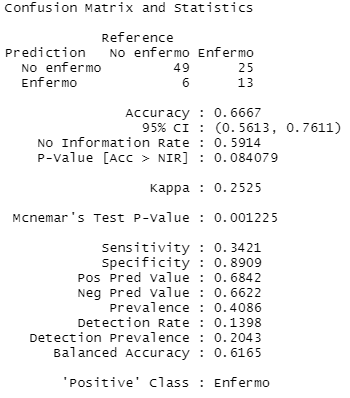 Confusion Matrix and Statistics
Reference
Prediction No enfermo Enfermo
No enfermo 49 25
Enfermo 6 13
Accuracy : 0.6667
95% CI : (0.5613, 0.7611)
No Information Rate : 0.5914
P-Value [Acc > NIR] : 0.084079
Kappa : 0.2525
Mcnemar's Test P-Value : 0.001225
Sensitivity : 0.3421
Specificity : 0.8909
Pos Pred Value : 0.6842
Neg Pred Value : 0.6622
Prevalence : 0.4086
Detection Rate : 0.1398
Detection Prevalence : 0.2043
Balanced Accuracy : 0.6165
'Positive' Class : Enfermo